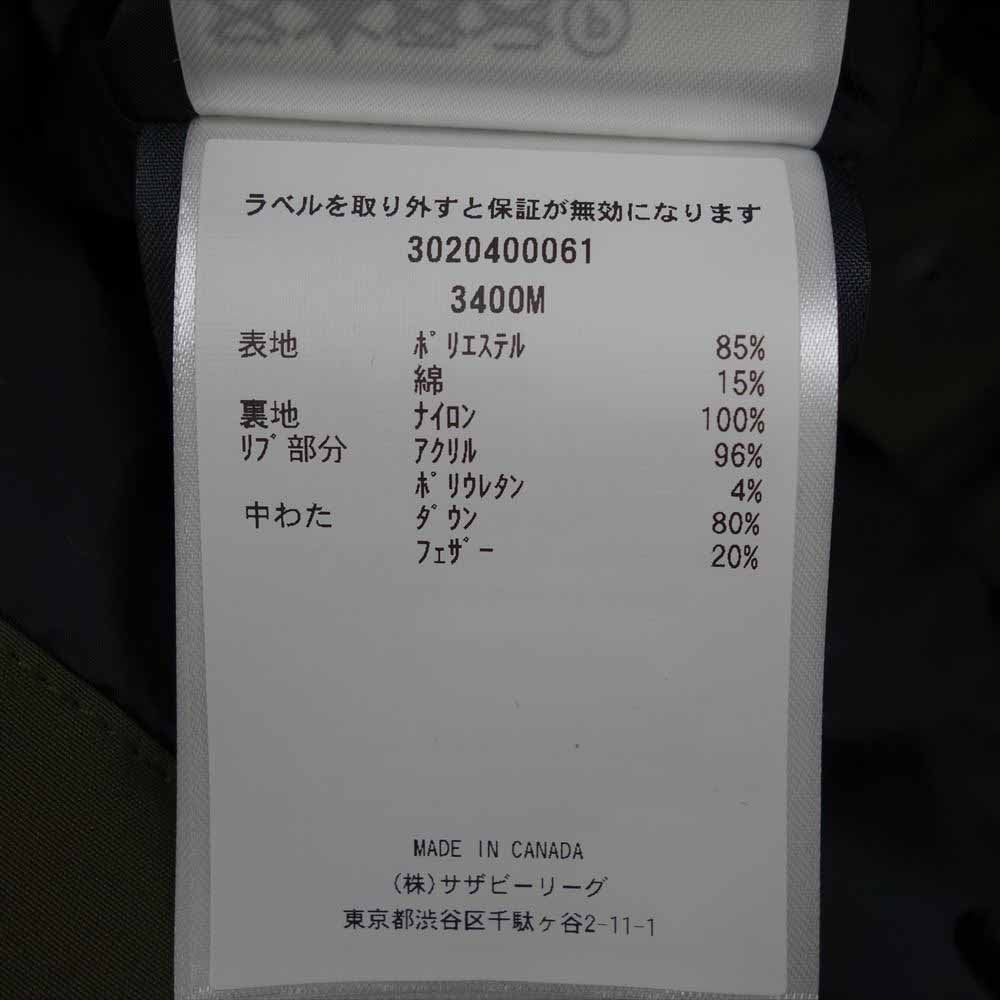 ラベルを取り外すと保証が無効になります
3020400061
3400M
表地 ポリエステル 85%
綿 15%
裏地 ナイロン 100%
リブ部分 アクリル 96%
ポリウレタン 4%
中わた ダウン 80%
フェザー 20%
MADE IN CANADA
(株)サザビーリーグ
東京都渋谷区千駄ヶ谷2-11-1